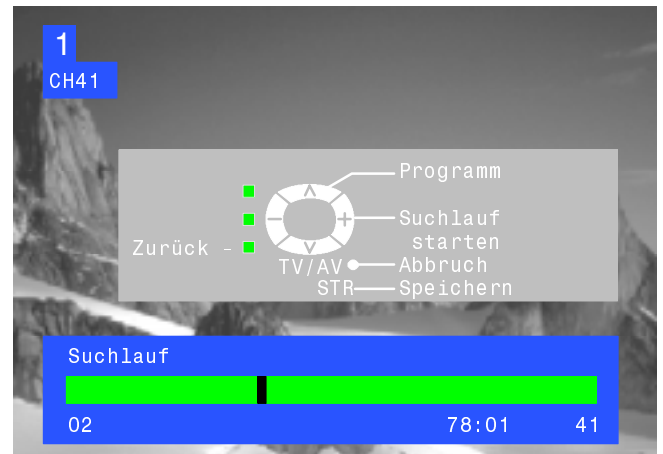 1
CH41
Programm
Suchlauf
starten
Zurück -
TV/AV Abbruch
STR Speichern
Suchlauf
02 78:01 41